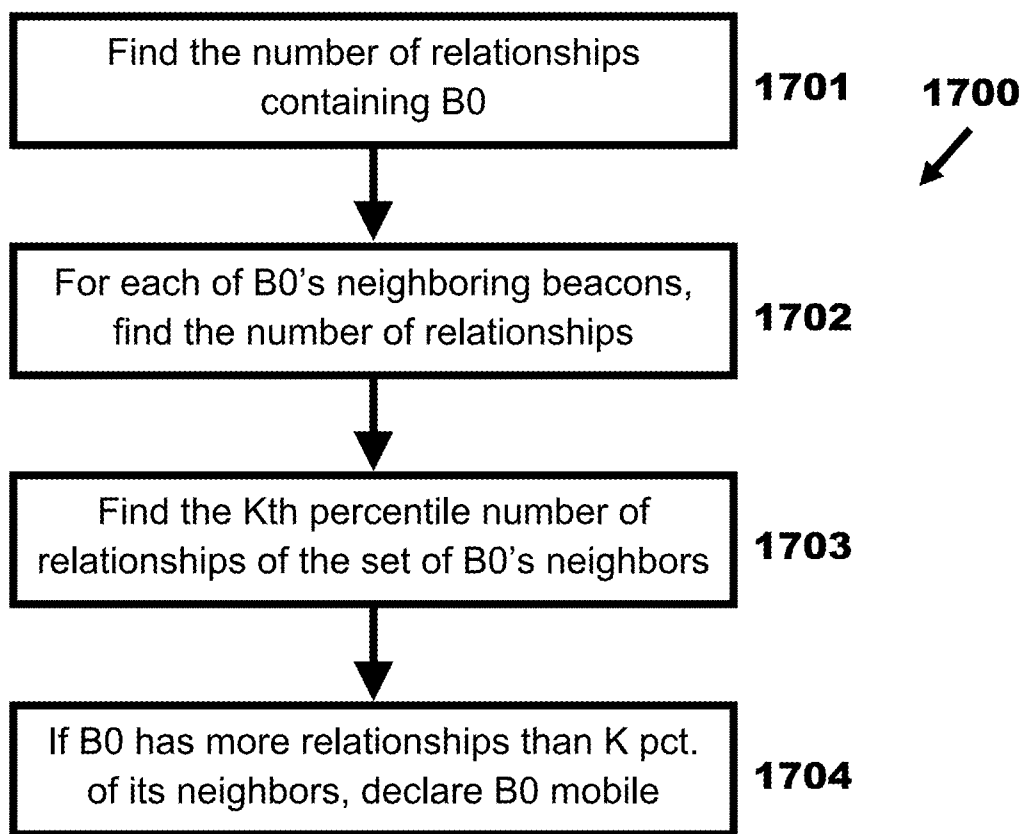 Find the number of relationships
containing B0
1701
1700
For each of B0’s neighboring beacons,
find the number of relationships
1702
Find the Kth percentile number of
relationships of the set of B0’s neighbors
1703
If B0 has more relationships than K pct.
of its neighbors, declare B0 mobile
1704